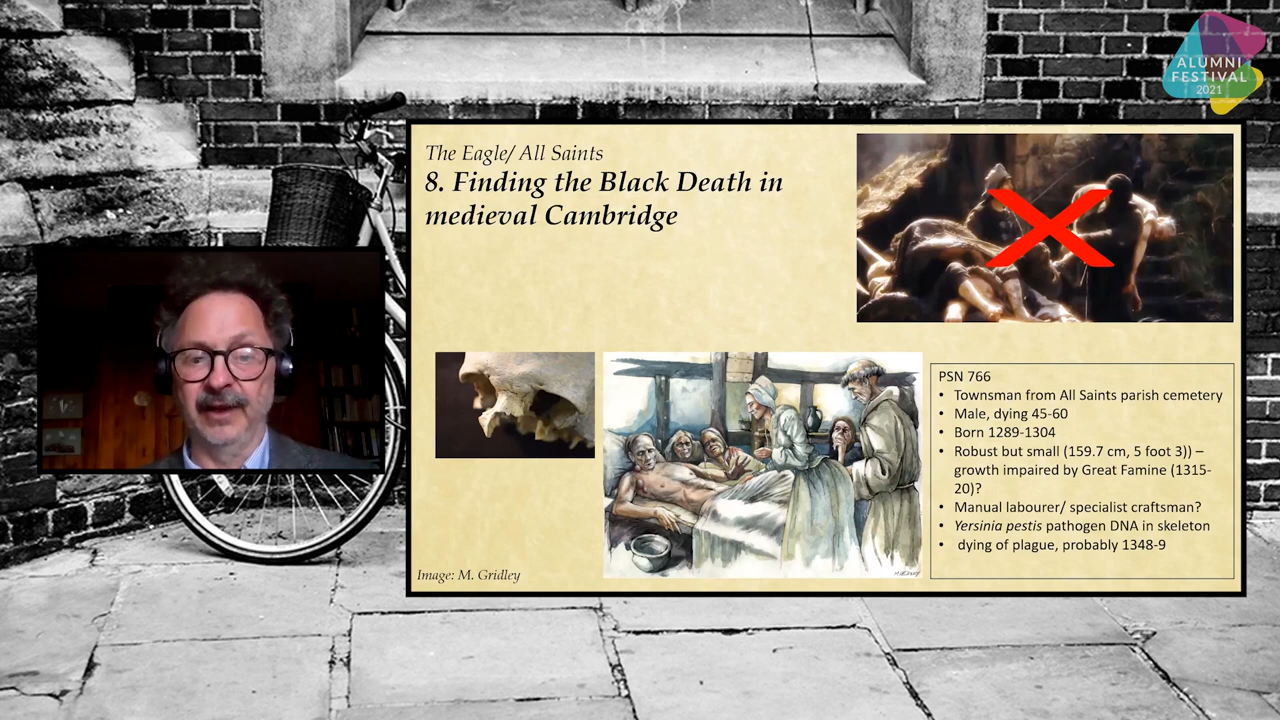 ALUMNI
FESTIVAL
2021
The Eagle/ All Saints
8. Finding the Black Death in
medieval Cambridge
PSN 766
• Townsman from All Saints parish cemetery
• Male, dying 45-60
• Born 1289-1304
• Robust but small (159.7 cm, 5 foot 3)) –
growth impaired by Great Famine (1315-
20)?
• Manual labourer/ specialist craftsman?
• Yersinia pestis pathogen DNA in skeleton
• dying of plague, probably 1348-9
Image: M. Gridley